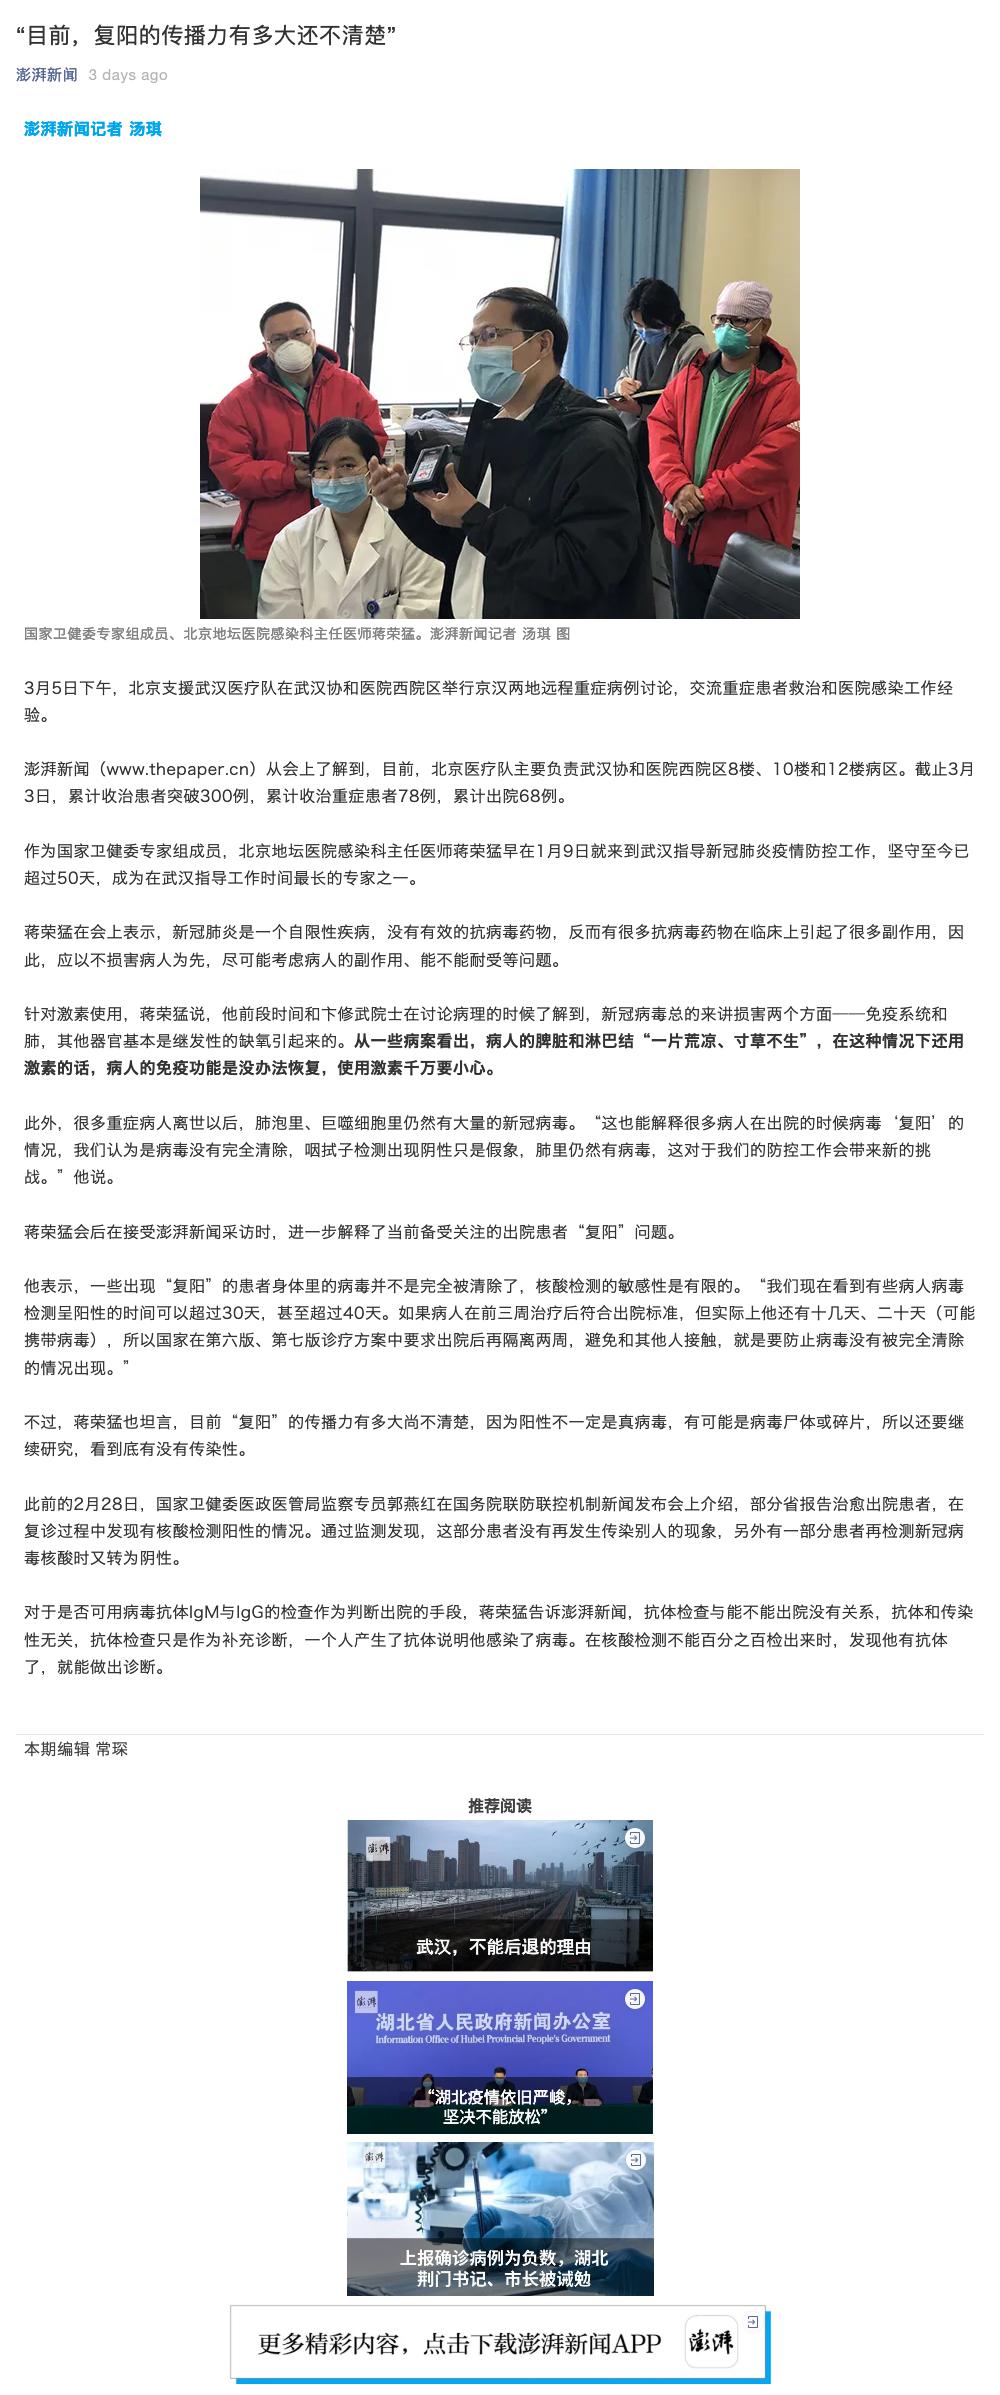 “目前，复阳的传播力有多大还不清楚”
澎湃新闻 3 days ago
澎湃新闻记者 汤琪
国家卫健委专家组成员、北京地坛医院感染科主任医师蒋荣猛。澎湃新闻记者 汤琪 图
3月5日下午，北京支援武汉医疗队在武汉协和医院西院区举行京汉两地远程重症病例讨论，交流重症患者救治和医院感染工作经
验。
澎湃新闻（www.thepaper.cn）从会上了解到，目前，北京医疗队主要负责武汉协和医院西院区8楼、10楼和12楼病区。截止3月
3日，累计收治患者突破300例，累计收治重症患者78例，累计出院68例。
作为国家卫健委专家组成员，北京地坛医院感染科主任医师蒋荣猛早在1月9日就来到武汉指导新冠肺炎疫情防控工作，坚守至今已
超过50天，成为在武汉指导工作时间最长的专家之一。
蒋荣猛在会上表示，新冠肺炎是一个自限性疾病，没有有效的抗病毒药物，反而有很多抗病毒药物在临床上引起了很多副作用，因
此，应以不损害病人为先，尽可能考虑病人的副作用、能不能耐受等问题。
针对激素使用，蒋荣猛说，他前段时间和卞修武院士在讨论病理的时候了解到，新冠病毒总的来讲损害两个方面——免疫系统和
肺，其他器官基本是继发性的缺氧引起来的。从一些病案看出，病人的脾脏和淋巴结“一片荒凉、寸草不生”，在这种情况下还用
激素的话，病人的免疫功能是没办法恢复，使用激素千万要小心。
此外，很多重症病人离世以后，肺泡里、巨噬细胞里仍然有大量的新冠病毒。“这也能解释很多病人在出院的时候病毒‘复阳’的
情况，我们认为是病毒没有完全清除，咽拭子检测出现阴性只是假象，肺里仍然有病毒，这对于我们的防控工作会带来新的挑
战。”他说。
蒋荣猛会后在接受澎湃新闻采访时，进一步解释了当前备受关注的出院患者“复阳”问题。
他表示，一些出现“复阳”的患者身体里的病毒并不是完全被清除了，核酸检测的敏感性是有限的。“我们现在看到有些病人病毒
检测呈阳性的时间可以超过30天，甚至超过40天。如果病人在前三周治疗后符合出院标准，但实际上他还有十几天、二十天（可能
携带病毒），所以国家在第六版、第七版诊疗方案中要求出院后再隔离两周，避免和其他人接触，就是要防止病毒没有被完全清除
的情况出现。”
不过，蒋荣猛也坦言，目前“复阳”的传播力有多大尚不清楚，因为阳性不一定是真病毒，有可能是病毒尸体或碎片，所以还要继
续研究，看到底有没有传染性。
此前的2月28日，国家卫健委医政医管局监察专员郭燕红在国务院联防联控机制新闻发布会上介绍，部分省报告治愈出院患者，在
复诊过程中发现有核酸检测阳性的情况。通过监测发现，这部分患者没有再发生传染别人的现象，另外有一部分患者再检测新冠病
毒核酸时又转为阴性。
对于是否可用病毒抗体IgM与IgG的检查作为判断出院的手段，蒋荣猛告诉澎湃新闻，抗体检查与能不能出院没有关系，抗体和传染
性无关，抗体检查只是作为补充诊断，一个人产生了抗体说明他感染了病毒。在核酸检测不能百分之百检出来时，发现他有抗体
了，就能做出诊断。
本期编辑 常琛
推荐阅读
澎湃
武汉，不能后退的理由
澎湃
湖北省人民政府新闻办公室
Information Office of Hubei Provincial People's Government
“湖北疫情依旧严峻，
坚决不能放松”
澎湃
上报确诊病例为负数，湖北
荆门书记、市长被诫勉
更多精彩内容，点击下载澎湃新闻APP
澎湃